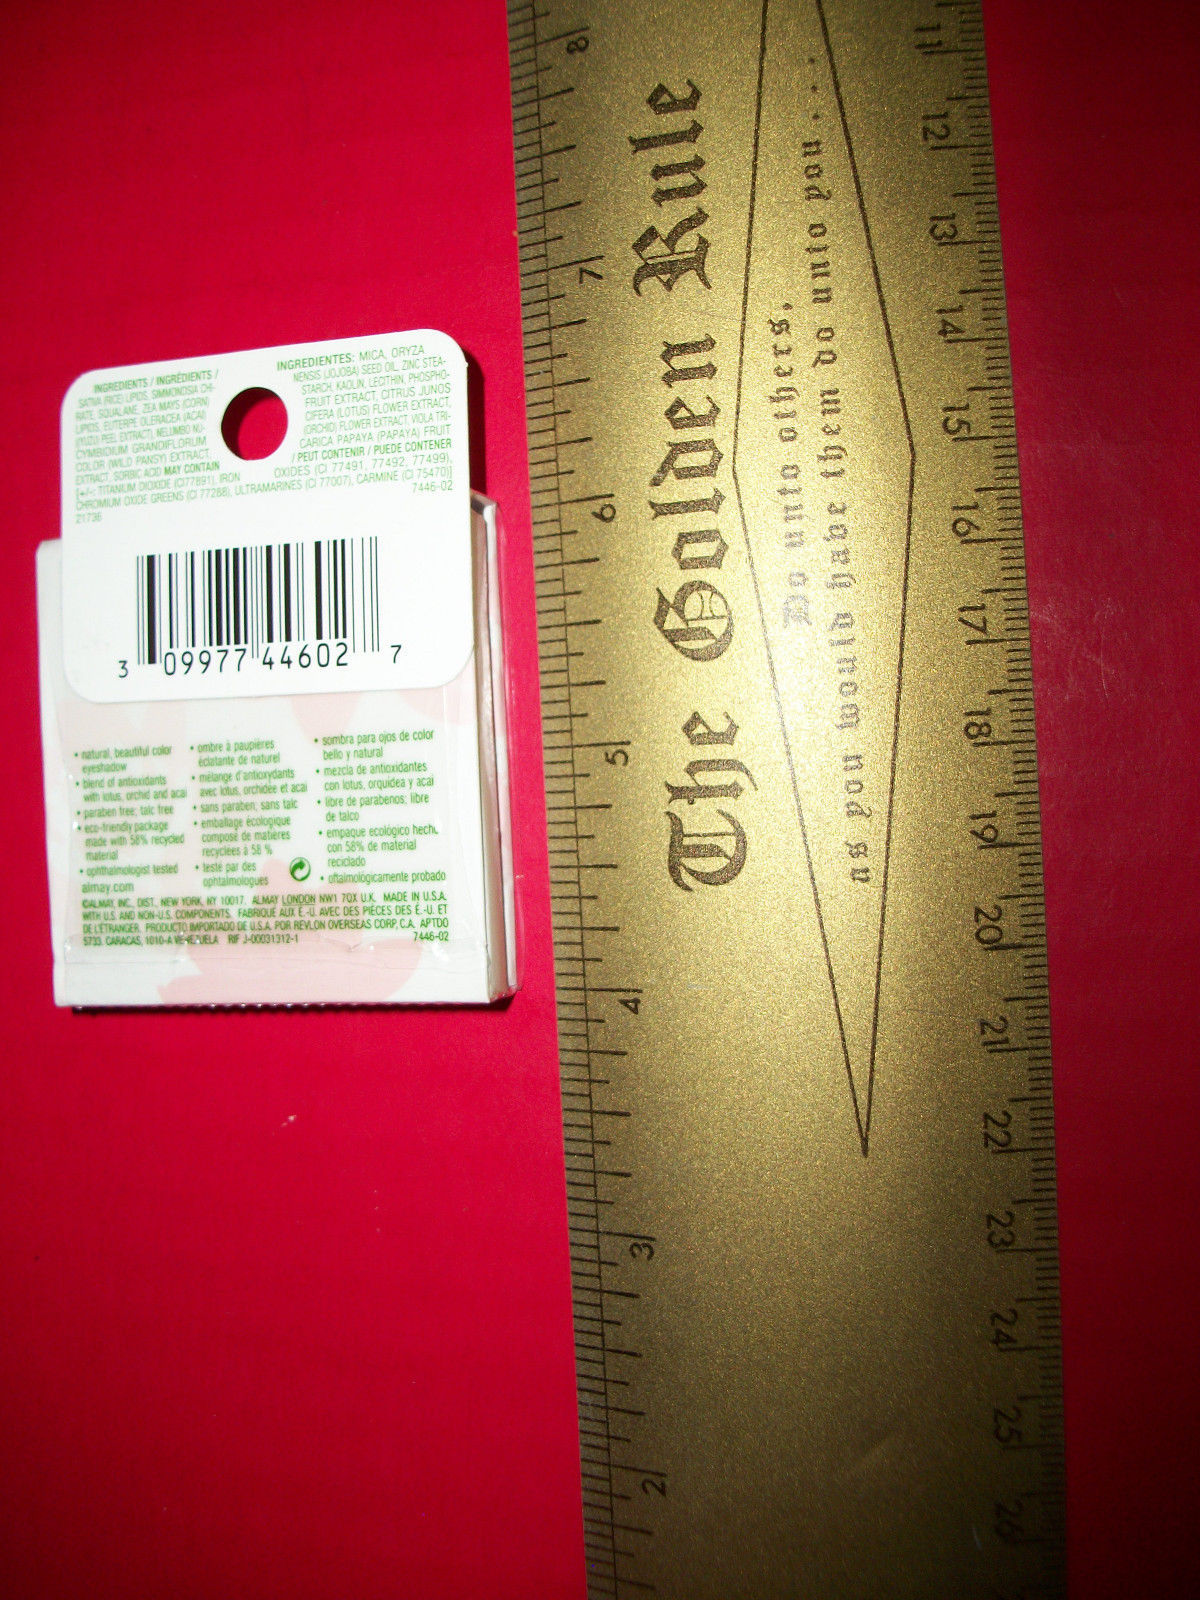 INGREDIENTS / INGRÉDIENTS /
INGREDIENTES: MICA, ORYZA
SATIVA (RICE) LIPIDS, SIMMONDSIA CHI-
NENSIS (JOJOBA) SEED OIL, ZINC STEA-
RATE, SQUALANE, ZEA MAYS (CORN)
STARCH, KAOLIN, LECITHIN, PHOSPHO-
LIPIDS, EUTERPE OLERACEA (ACAI)
FRUIT EXTRACT, CITRUS JUNOS
(YUZU) PEEL EXTRACT), NELUMBO NU-
CIFERA (LOTUS) FLOWER EXTRACT,
CYMBIDIUM GRANDIFLORUM
(ORCHID) FLOWER EXTRACT, VIOLA TRI-
COLOR (WILD PANSY) EXTRACT,
CARICA PAPAYA (PAPAYA) FRUIT
EXTRACT, SORBIC ACID MAY CONTAIN
/ PEUT CONTENIR / PUEDE CONTENER
[+/-: TITANIUM DIOXIDE (CI77891), IRON
OXIDES (CI 77491, 77492, 77499),
CHROMIUM OXIDE GREENS (CI 77288), ULTRAMARINES (CI 77007), CARMINE (CI 75470)]
21736
7446-02
3 09977 44602 7
• natural, beautiful color
eyeshadow
• blend of antioxidants
with lotus, orchid and acai
• paraben free; talc free
• eco-friendly package
made with 58% recycled
material
• ophthalmologist tested
almay.com
• ombre à paupières
éclatante de naturel
• mélange d'antioxydants
avec lotus, orchidée et acai
• sans paraben; sans talc
• emballage écologique
composé de matières
recyclées à 58 %
• testé par des
ophtalmologues
• sombra para ojos de color
bello y natural
• mezcla de antioxidantes
con lotus, orquidea y acai
• libre de parabenos; libre
de talco
• empaque ecológico hecho
con 58% de material
reciclado
• oftalmológicamente probado
©ALMAY, INC., DIST., NEW YORK, NY 10017, ALMAY LONDON NW1 7QX U.K. MADE IN U.S.A.
WITH U.S. AND NON-U.S. COMPONENTS. FABRIQUÉ AUX É.-U. AVEC DES PIÈCES DES É.-U. ET
DE L'ÉTRANGER. PRODUCTO IMPORTADO DE U.S.A. POR REVLON OVERSEAS CORP, C.A. APTDO
5733. CARACAS, 1010-A VENEZUELA RIF J-00031312-1 7446-02
The Golden Rule
Do unto others,
as you would have them do unto you . . .
8
7
6
5
4
3
2
11
12
13
14
15
16
17
18
19
20
21
22
23
24
25
26